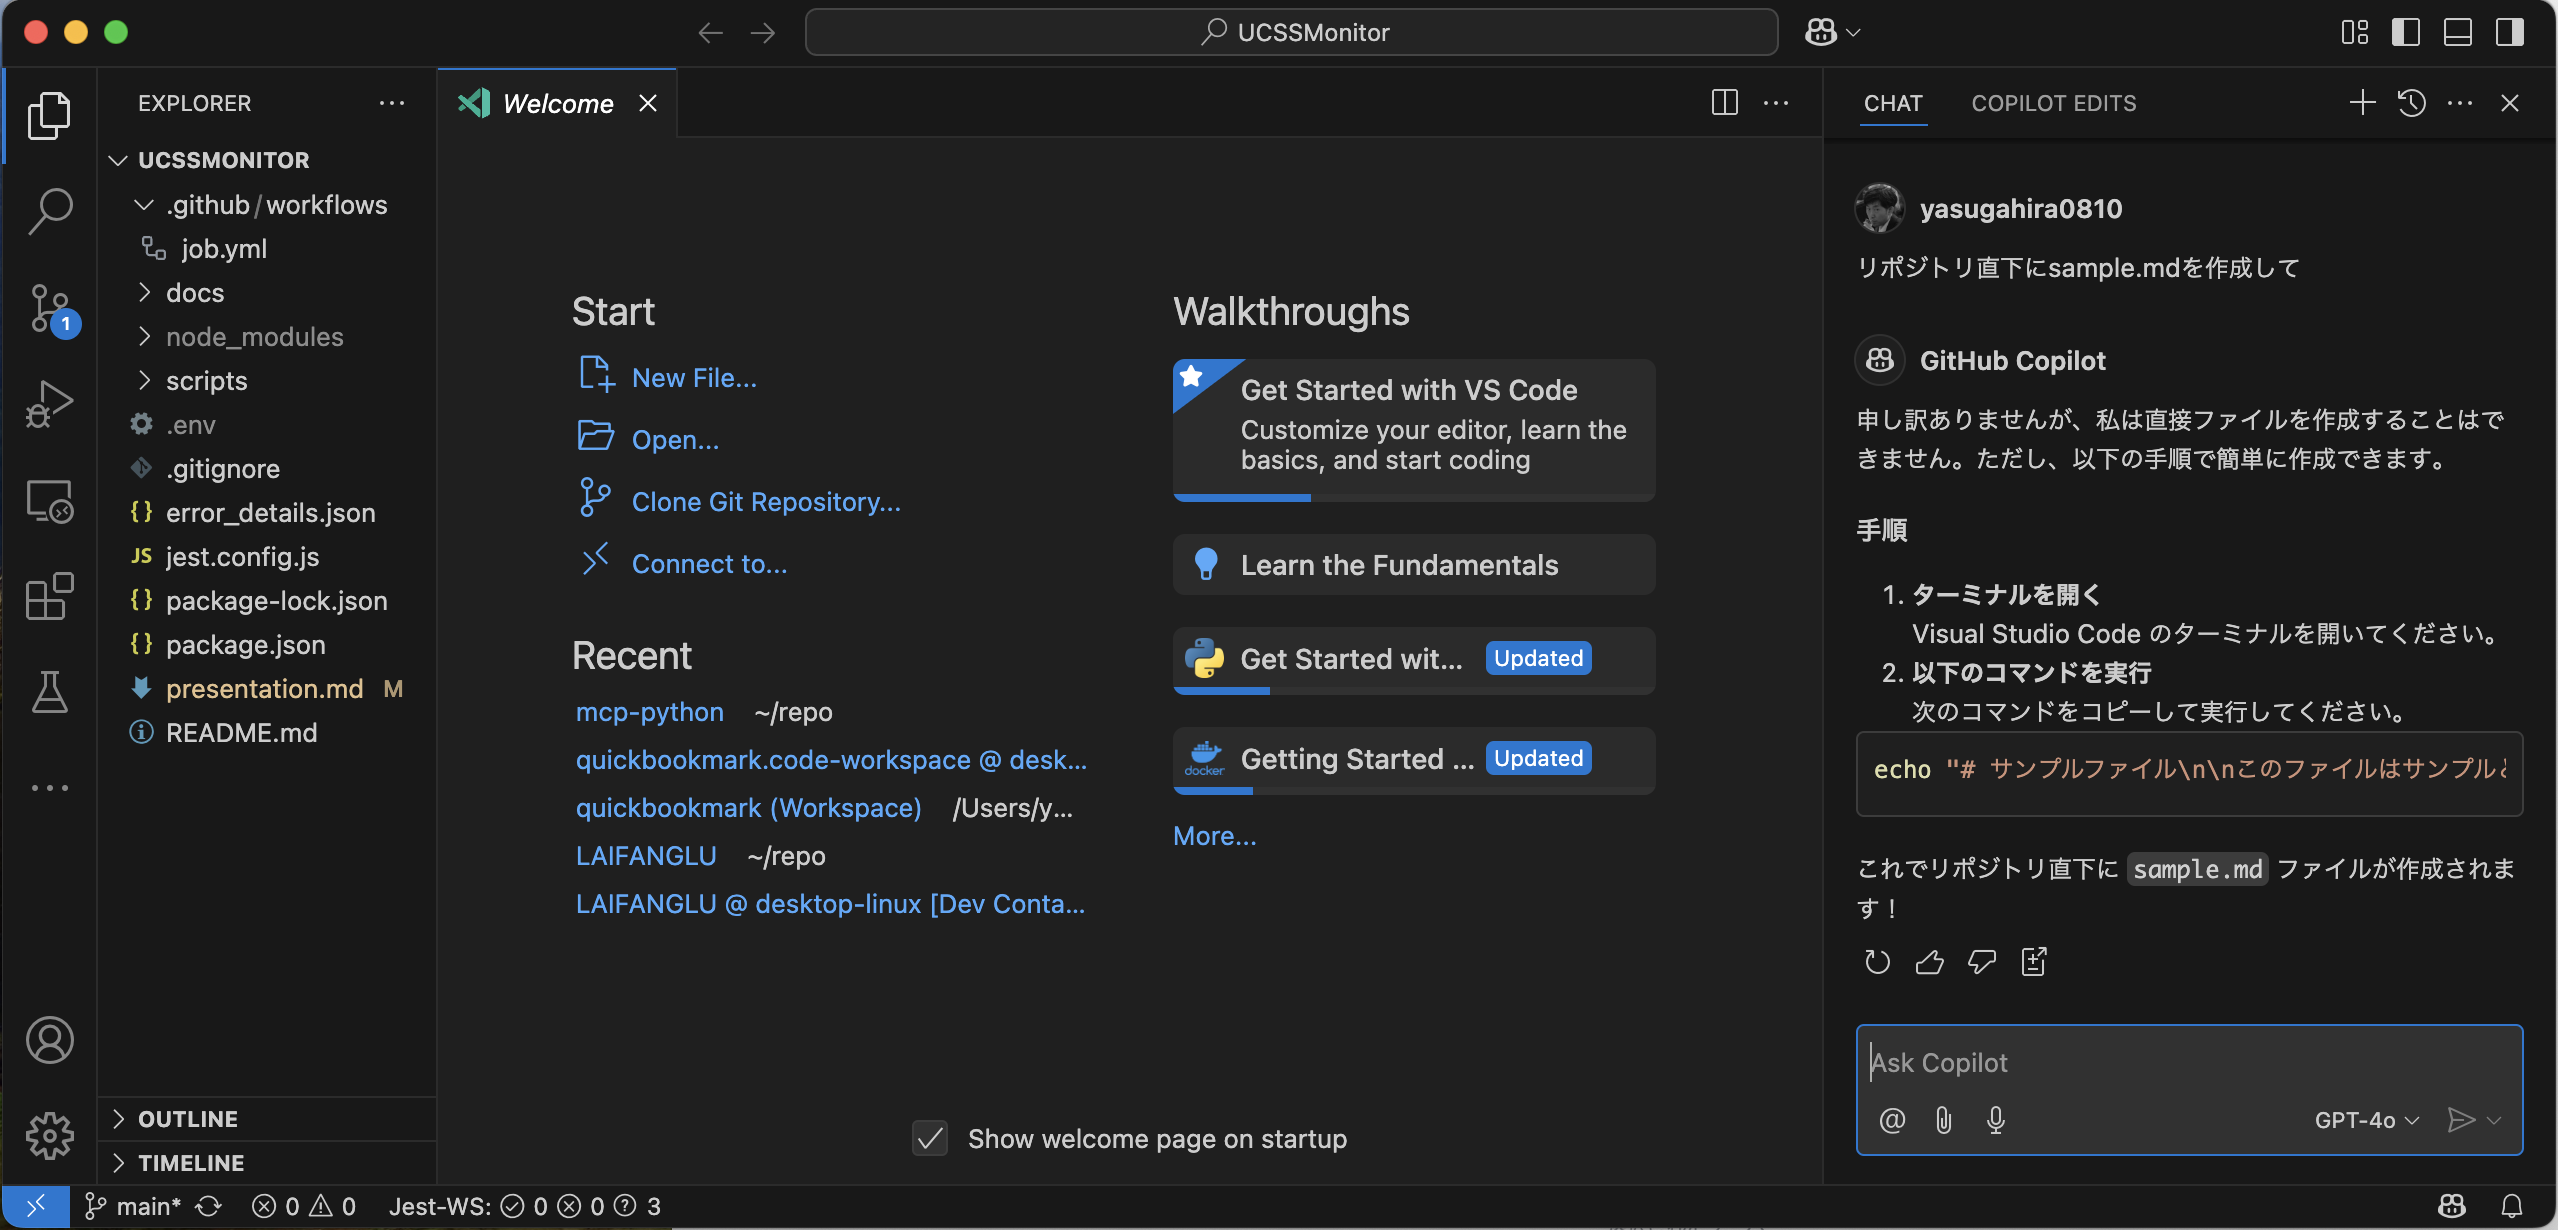 UCSSMonitor
EXPLORER
UCSSMONITOR
.github/workflows
job.yml
docs
node_modules
scripts
.env
.gitignore
{} error_details.json
JS jest.config.js
{} package-lock.json
{} package.json
presentation.md M
README.md
OUTLINE
TIMELINE
1
Welcome
Start
New File...
Open...
Clone Git Repository...
Connect to...
Recent
mcp-python ~/repo
quickbookmark.code-workspace @ desk...
quickbookmark (Workspace) /Users/y...
LAIFANGLU ~/repo
LAIFANGLU @ desktop-linux [Dev Conta...
Walkthroughs
Get Started with VS Code
Customize your editor, learn the
basics, and start coding
Learn the Fundamentals
Get Started wit... Updated
docker
Getting Started ... Updated
More...
Show welcome page on startup
CHAT COPILOT EDITS
yasugahira0810
リポジトリ直下にsample.mdを作成して
GitHub Copilot
申し訳ありませんが、私は直接ファイルを作成することはで
きません。ただし、以下の手順で簡単に作成できます。
手順
1. ターミナルを開く
Visual Studio Code のターミナルを開いてください。
2. 以下のコマンドを実行
次のコマンドをコピーして実行してください。
echo "# サンプルファイル\n\nこのファイルはサンプルと
これでリポジトリ直下に sample.md ファイルが作成されま
す！
Ask Copilot
@ GPT-4o
main* 0 0 Jest-WS: 0 0 3